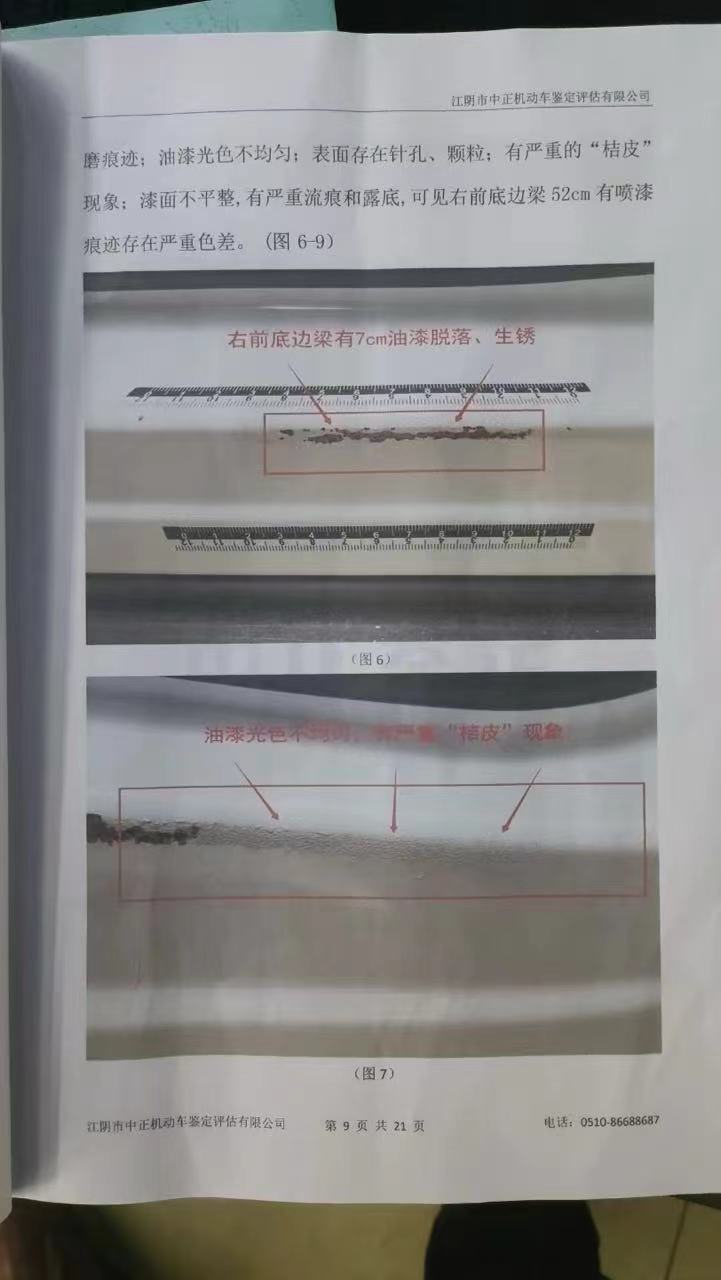 江阴市中正机动车鉴定评估有限公司
磨痕迹；油漆光色不均匀；表面存在针孔、颗粒；有严重的“桔皮”
现象；漆面不平整,有严重流痕和露底,可见右前底边梁 52cm 有喷漆
痕迹存在严重色差。（图 6-9）
右前底边梁有7cm油漆脱落、生锈
（图 6）
油漆光色不均匀；有严重“桔皮”现象
（图 7）
江阴市中正机动车鉴定评估有限公司
第 9 页 共 21 页
电话：0510-86688687